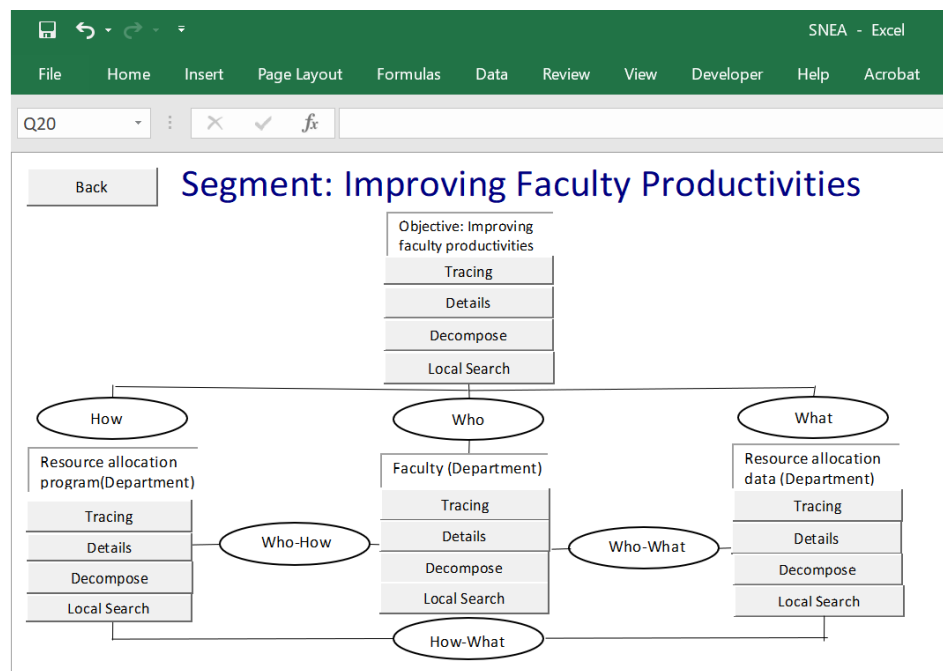 SNEA - Excel
File Home Insert Page Layout Formulas Data Review View Developer Help Acrobat
Q20 fx
Back
Segment: Improving Faculty Productivities
Objective: Improving
faculty productivities
Tracing
Details
Decompose
Local Search
How
Who
What
Resource allocation
program(Department)
Tracing
Details
Decompose
Local Search
Who-How
Faculty (Department)
Tracing
Details
Decompose
Local Search
Who-What
Resource allocation
data (Department)
Tracing
Details
Decompose
Local Search
How-What